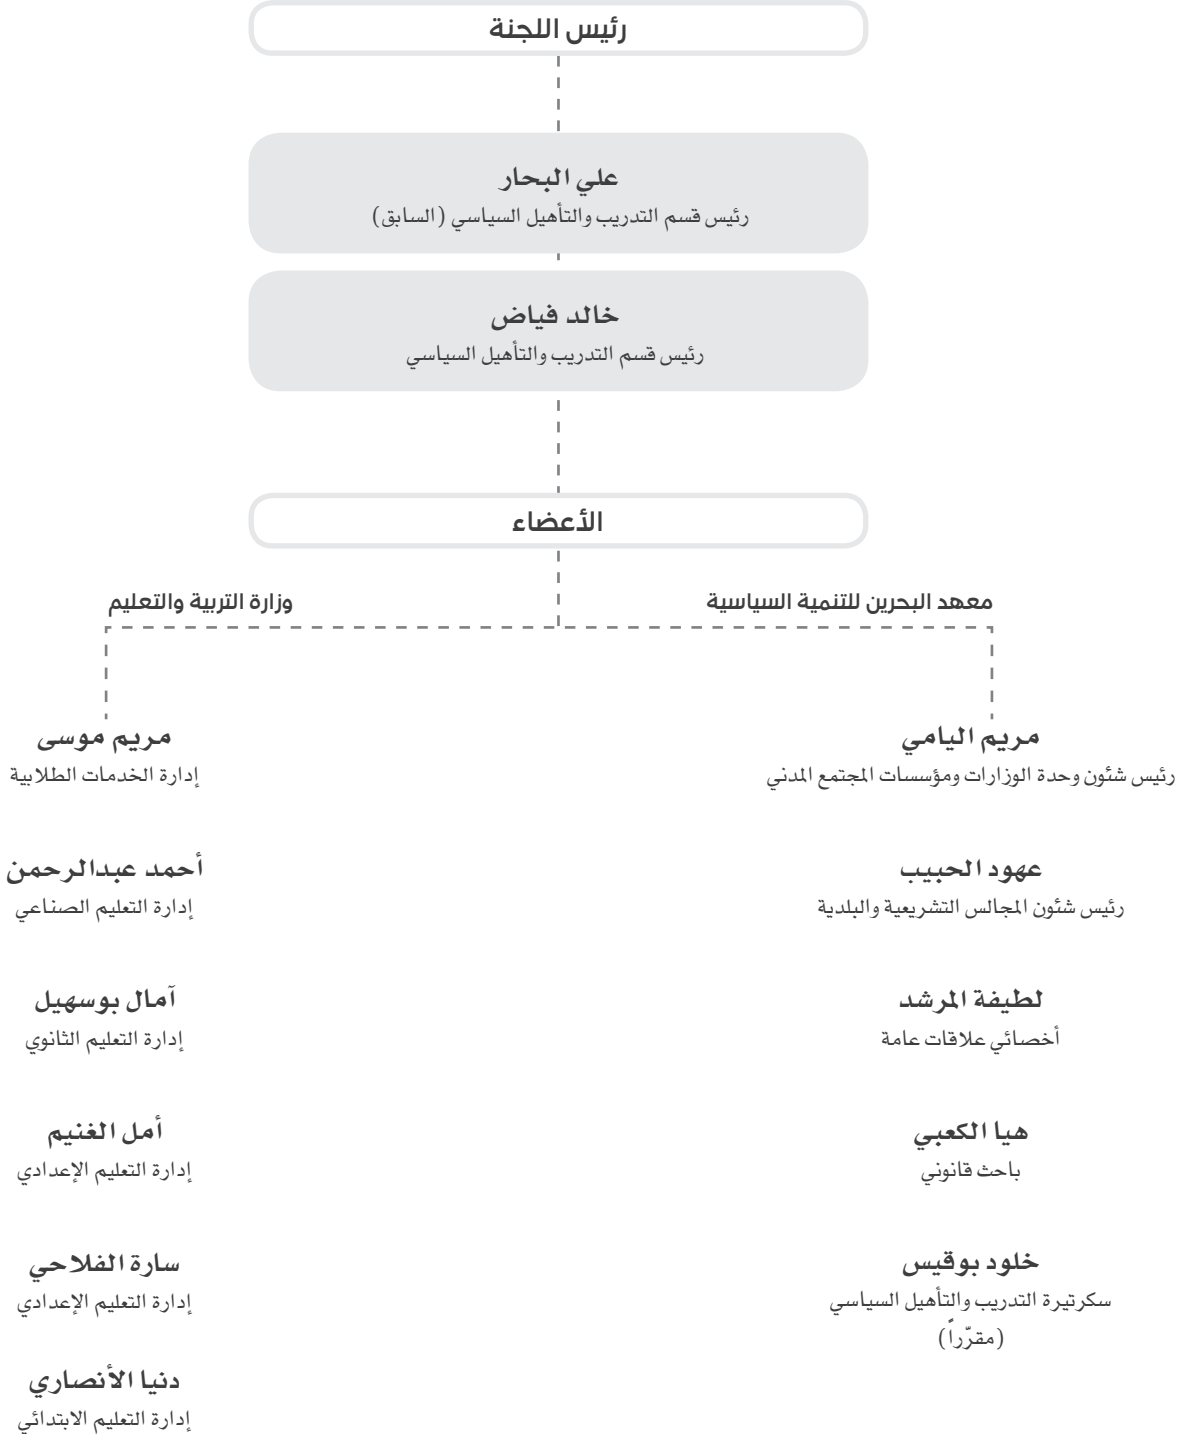 رئيس اللجنة
علي البحار
رئيس قسم التدريب والتأهيل السياسي (السابق)
خالد فياض
رئيس قسم التدريب والتأهيل السياسي
الأعضاء
معهد البحرين للتنمية السياسية
مريم اليامي
رئيس شئون وحدة الوزارات ومؤسسات المجتمع المدني
عهود الحبيب
رئيس شئون المجالس التشريعية والبلدية
لطيفة المرشد
أخصائي علاقات عامة
هيا الكعبي
باحث قانوني
خلود بوقيس
سكرتيرة التدريب والتأهيل السياسي
(مقرّراً)
وزارة التربية والتعليم
مريم موسى
إدارة الخدمات الطلابية
أحمد عبدالرحمن
إدارة التعليم الصناعي
آمال بوسهيل
إدارة التعليم الثانوي
أمل الغنيم
إدارة التعليم الإعدادي
سارة الفلاحي
إدارة التعليم الإعدادي
دنيا الأنصاري
إدارة التعليم الابتدائي